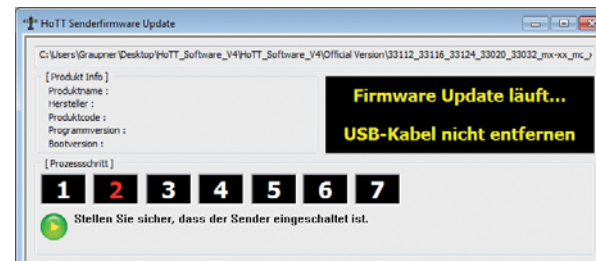 HoTT Senderfirmware Update
C:\Users\Graupner\Desktop\HoTT_Software_V4\HoTT_Software_V4\Official Version\33112_33116_33124_33020_33032_mx-xx_mc_
[Produkt Info]
Produktname :
Hersteller :
Produktcode :
Programmversion :
Bootversion :
Firmware Update läuft...
USB-Kabel nicht entfernen
[Prozessschritt]
1 2 3 4 5 6 7
Stellen Sie sicher, dass der Sender eingeschaltet ist.